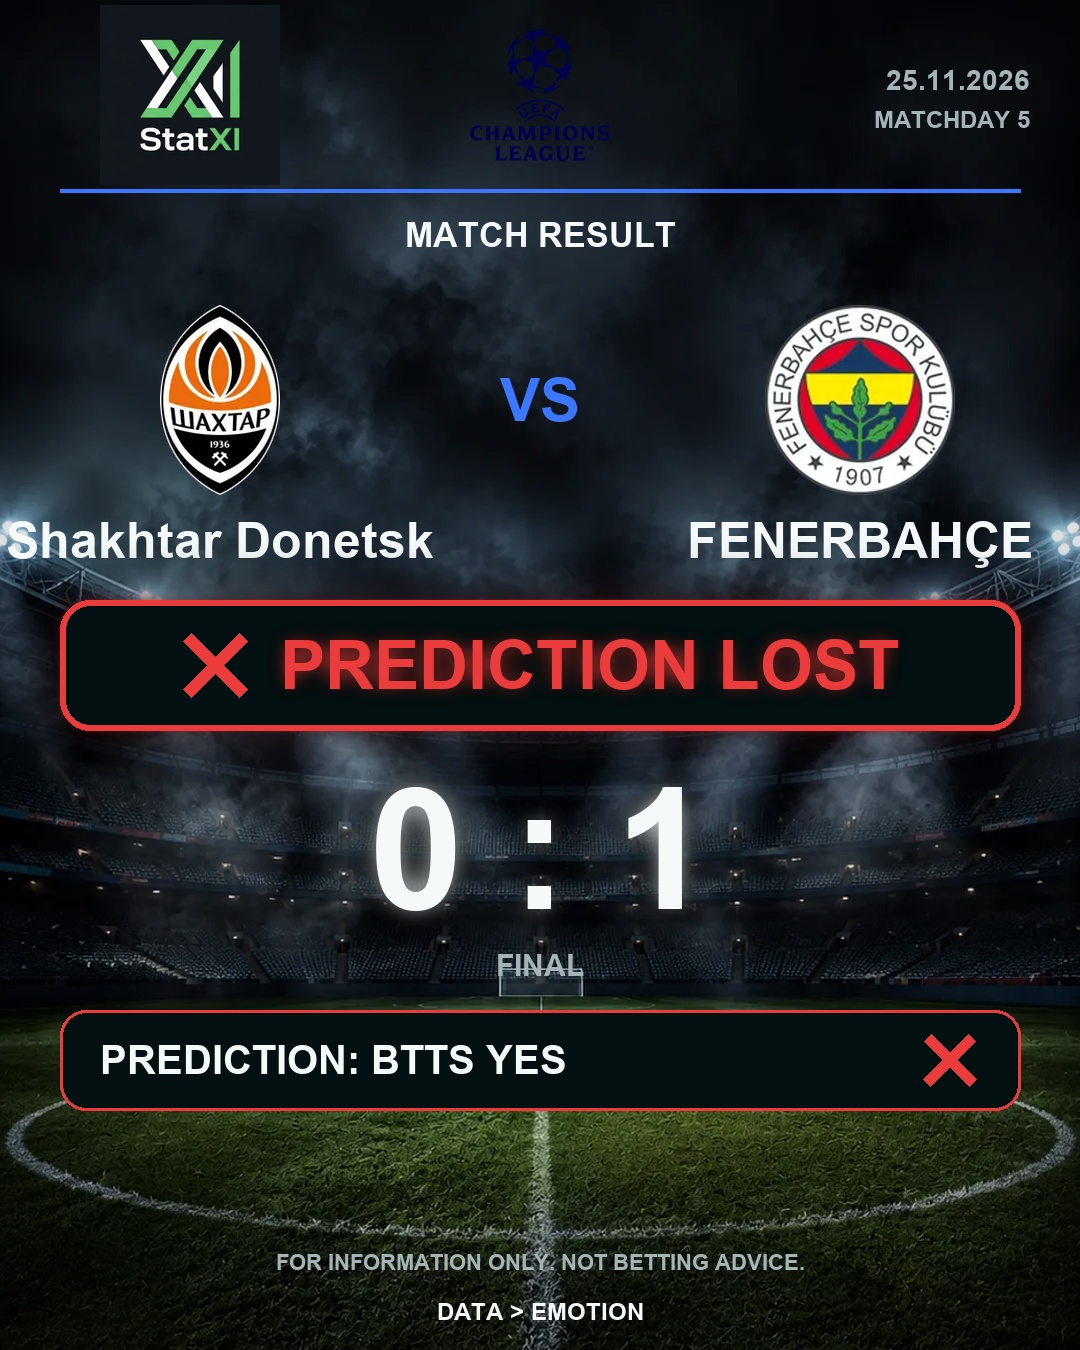 StatXI
UEFA
CHAMPIONS
LEAGUE
25.11.2026
MATCHDAY 5
MATCH RESULT
ШАХТАР
1936
VS
FENERBAHÇE SPOR KULÜBÜ
★ 1907 ★
Shakhtar Donetsk
FENERBAHÇE
❌ PREDICTION LOST
0 : 1
FINAL
PREDICTION: BTTS YES ❌
FOR INFORMATION ONLY. NOT BETTING ADVICE.
DATA > EMOTION